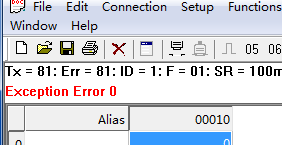 File Edit Connection Setup Functions
Window Help
05 06
Tx = 81: Err = 81: ID = 1: F = 01: SR = 100m
Exception Error 0
Alias 00010
0 0